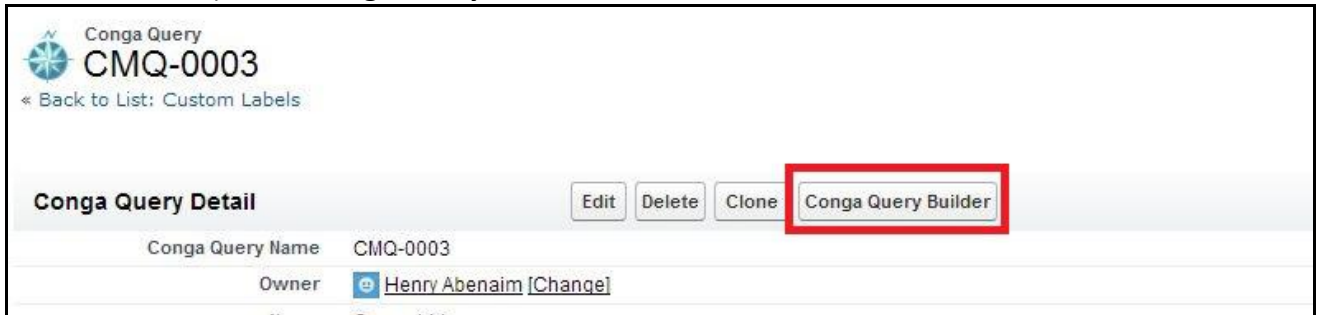 Conga Query
CMQ-0003
« Back to List: Custom Labels
Conga Query Detail Edit Delete Clone Conga Query Builder
Conga Query Name CMQ-0003
Owner Henry Abenaim [Change]